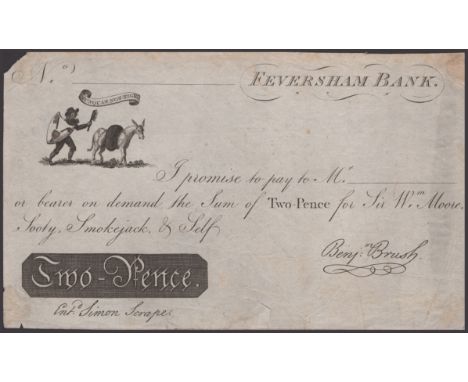 N.º
FEVERSHAM BANK.
I promise to pay to Mr.
or bearer on demand the Sum of Two-Pence for Sir Wm. Moore,
Sooty, Smokejack, & Self
Benjn. Brush.
Two-Pence.
Entd. Simon Scrape.